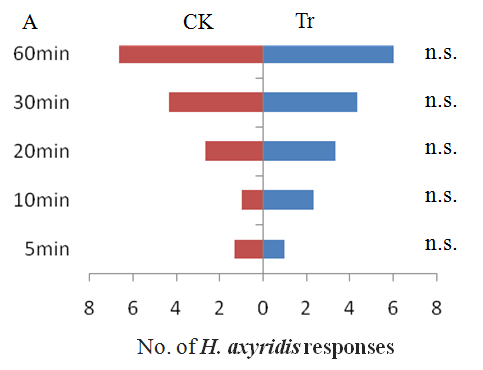 A CK Tr
60min n.s.
30min n.s.
20min n.s.
10min n.s.
5min n.s.
8 6 4 2 0 2 4 6 8
No. of H. axyridis responses